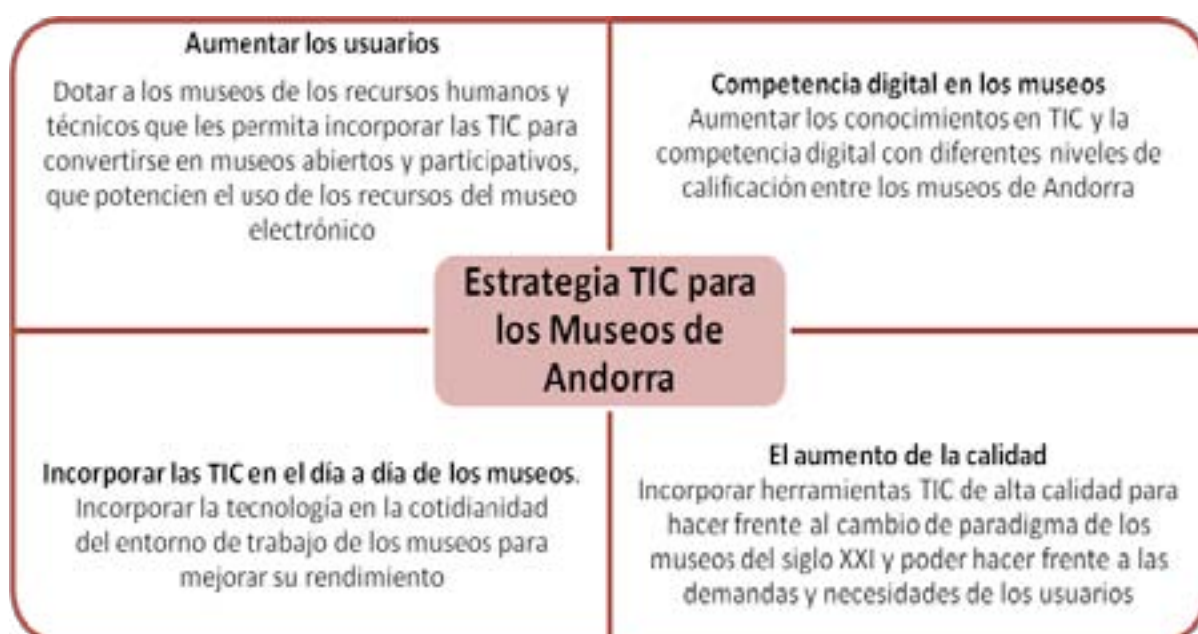 Aumentar los usuarios
Dotar a los museos de los recursos humanos y
técnicos que les permita incorporar las TIC para
convertirse en museos abiertos y participativos,
que potencien el uso de los recursos del museo
electrónico
Competencia digital en los museos
Aumentar los conocimientos en TIC y la
competencia digital con diferentes niveles de
calificación entre los museos de Andorra
Estrategia TIC para
los Museos de
Andorra
Incorporar las TIC en el día a día de los museos.
Incorporar la tecnología en la cotidianidad
del entorno de trabajo de los museos para
mejorar su rendimiento
El aumento de la calidad
Incorporar herramientas TIC de alta calidad para
hacer frente al cambio de paradigma de los
museos del siglo XXI y poder hacer frente a las
demandas y necesidades de los usuarios